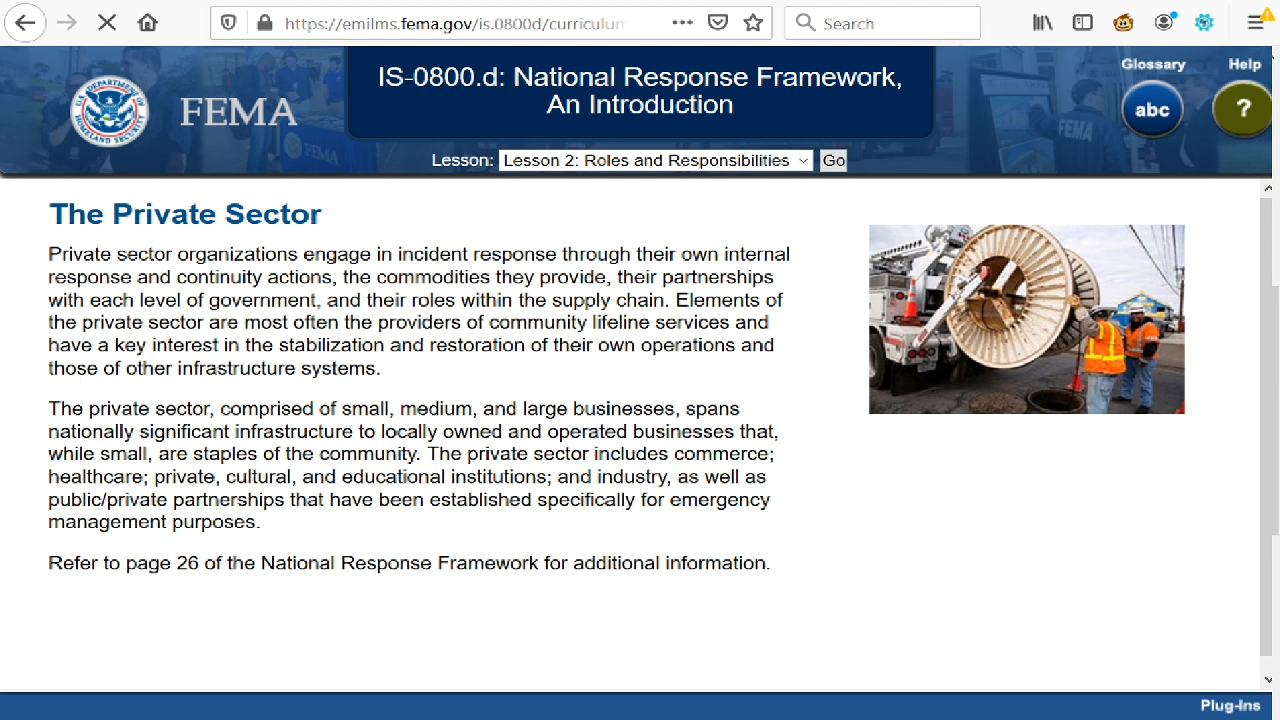 https://emilms.fema.gov/is.0800d/curriculum
Search
U.S. DEPARTMENT OF
HOMELAND SECURITY
FEMA
IS-0800.d: National Response Framework,
An Introduction
Lesson: Lesson 2: Roles and Responsibilities Go
Glossary
abc
Help
?
FEMA
FEMA
The Private Sector
Private sector organizations engage in incident response through their own internal
response and continuity actions, the commodities they provide, their partnerships
with each level of government, and their roles within the supply chain. Elements of
the private sector are most often the providers of community lifeline services and
have a key interest in the stabilization and restoration of their own operations and
those of other infrastructure systems.
The private sector, comprised of small, medium, and large businesses, spans
nationally significant infrastructure to locally owned and operated businesses that,
while small, are staples of the community. The private sector includes commerce;
healthcare; private, cultural, and educational institutions; and industry, as well as
public/private partnerships that have been established specifically for emergency
management purposes.
Refer to page 26 of the National Response Framework for additional information.
Plug-Ins